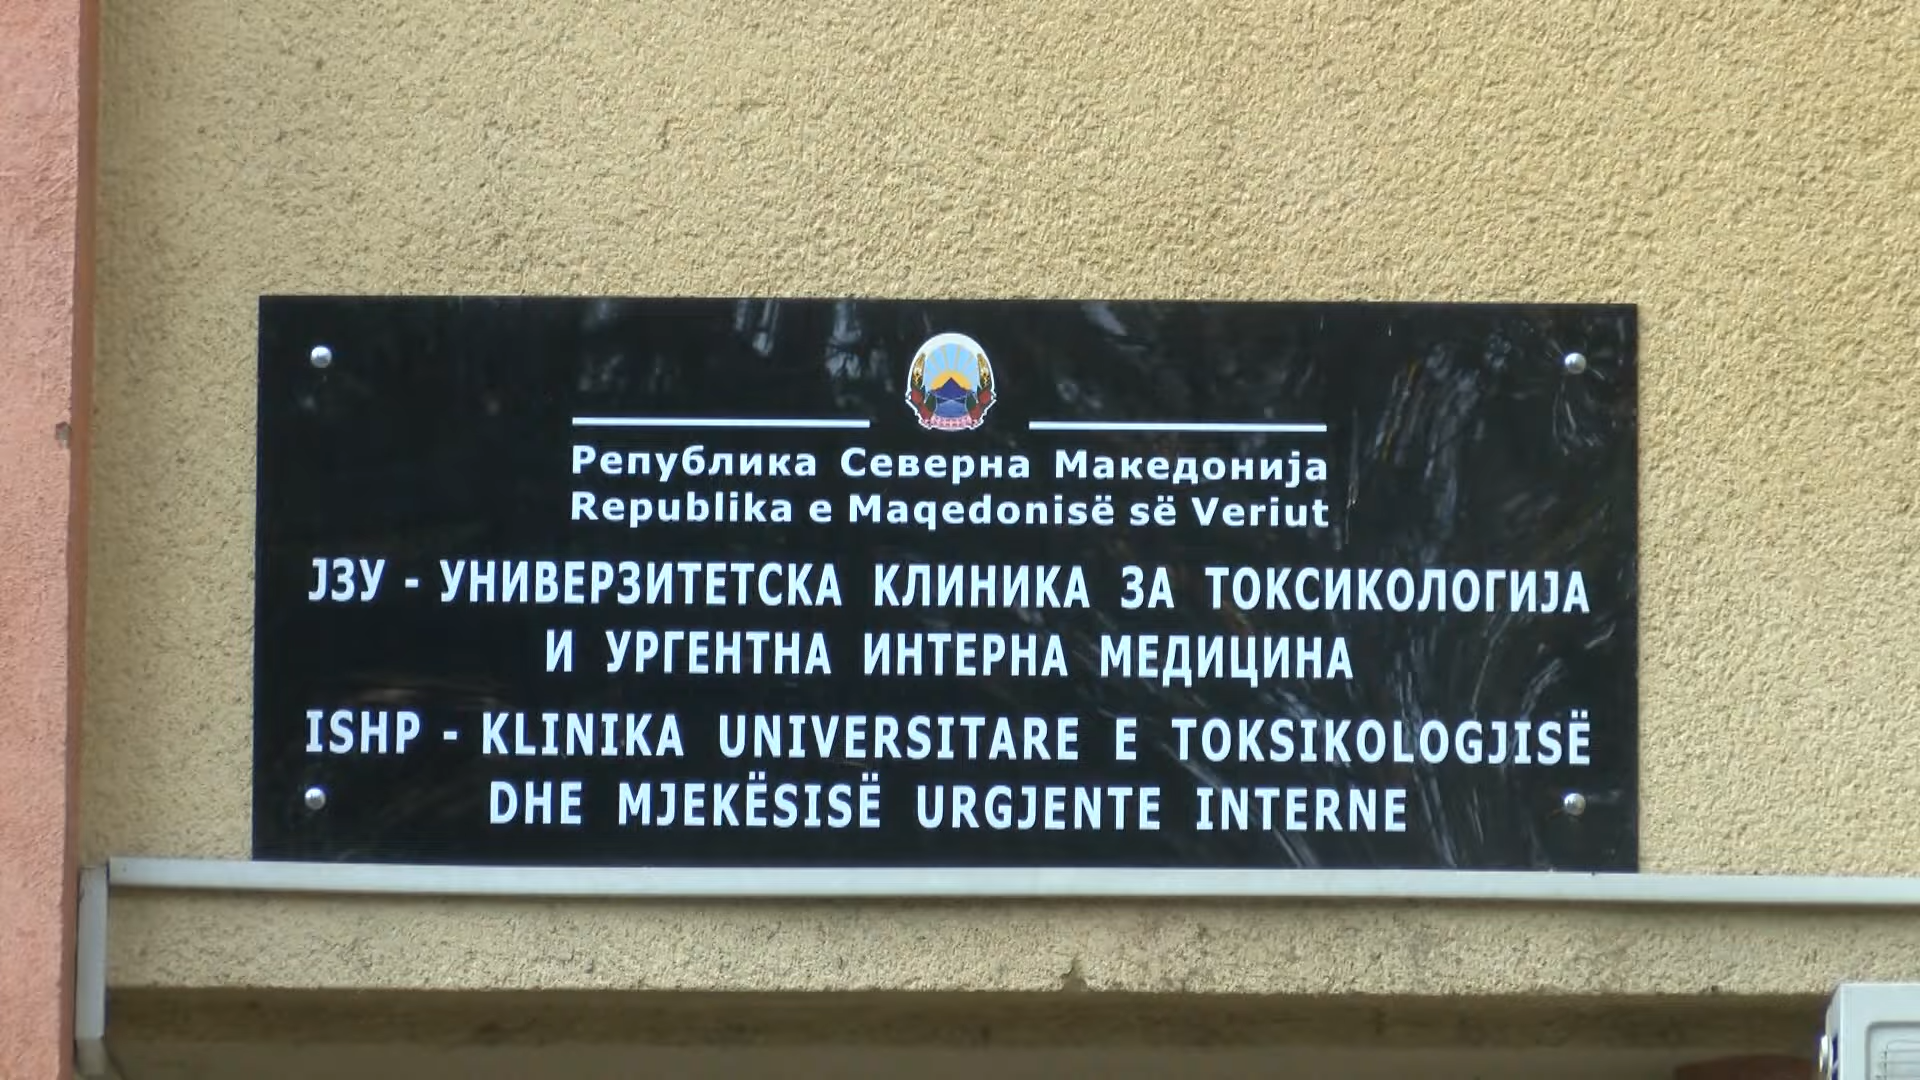 Република Северна Македонија
Republika e Maqedonisë së Veriut
ЈЗУ - УНИВЕРЗИТЕТСКА КЛИНИКА ЗА ТОКСИКОЛОГИЈА
И УРГЕНТНА ИНТЕРНА МЕДИЦИНА
ISHP - KLINIKA UNIVERSITARE E TOKSIKOLOGJISË
DHE MJEKËSISË URGJENTE INTERNE